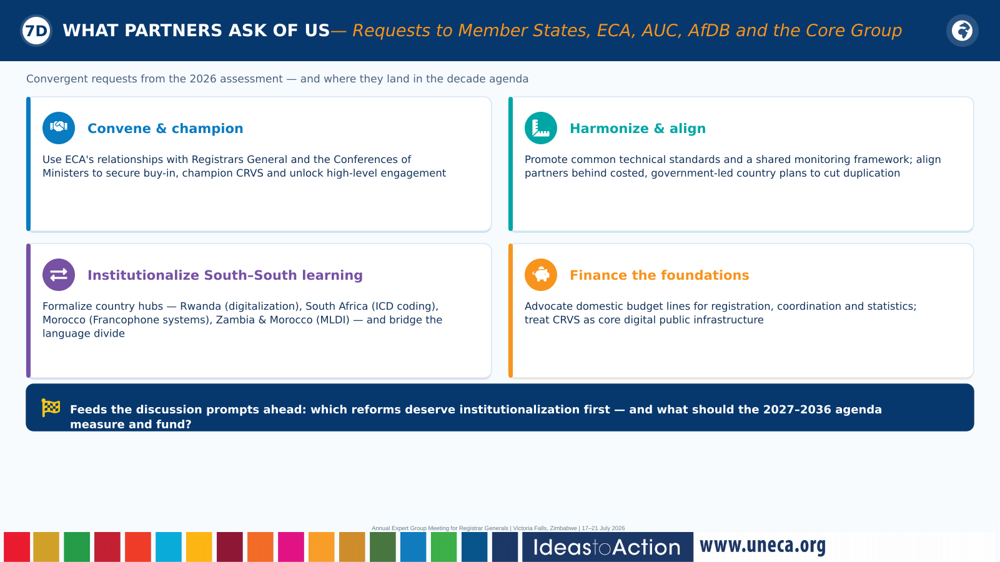 7D
WHAT PARTNERS ASK OF US— Requests to Member States, ECA, AUC, AfDB and the Core Group
Convergent requests from the 2026 assessment — and where they land in the decade agenda
Convene & champion
Use ECA's relationships with Registrars General and the Conferences of
Ministers to secure buy-in, champion CRVS and unlock high-level engagement
Harmonize & align
Promote common technical standards and a shared monitoring framework; align
partners behind costed, government-led country plans to cut duplication
Institutionalize South–South learning
Formalize country hubs — Rwanda (digitalization), South Africa (ICD coding),
Morocco (Francophone systems), Zambia & Morocco (MLDI) — and bridge the
language divide
Finance the foundations
Advocate domestic budget lines for registration, coordination and statistics;
treat CRVS as core digital public infrastructure
Feeds the discussion prompts ahead: which reforms deserve institutionalization first — and what should the 2027–2036 agenda
measure and fund?
Annual Expert Group Meeting for Registrar Generals | Victoria Falls, Zimbabwe | 17–21 July 2026
IdeastoAction
www.uneca.org